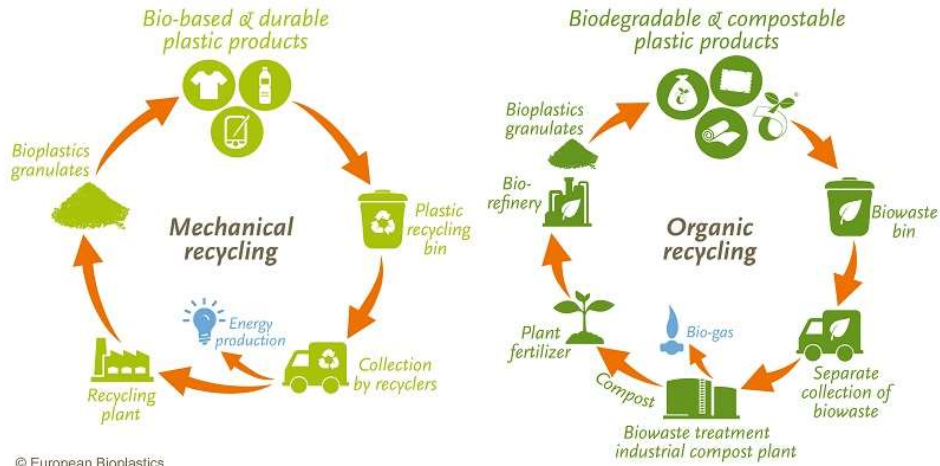 Bio-based & durable
plastic products
Bioplastics
granulates
Mechanical
recycling
Plastic
recycling
bin
Energy
production
Collection
by recyclers
Recycling
plant
© European Bioplastics
Biodegradable & compostable
plastic products
Bioplastics
granulates
Bio-
refinery
Organic
recycling
Biowaste
bin
Plant
fertilizer
Bio-gas
Compost
Separate
collection of
biowaste
Biowaste treatment
industrial compost plant